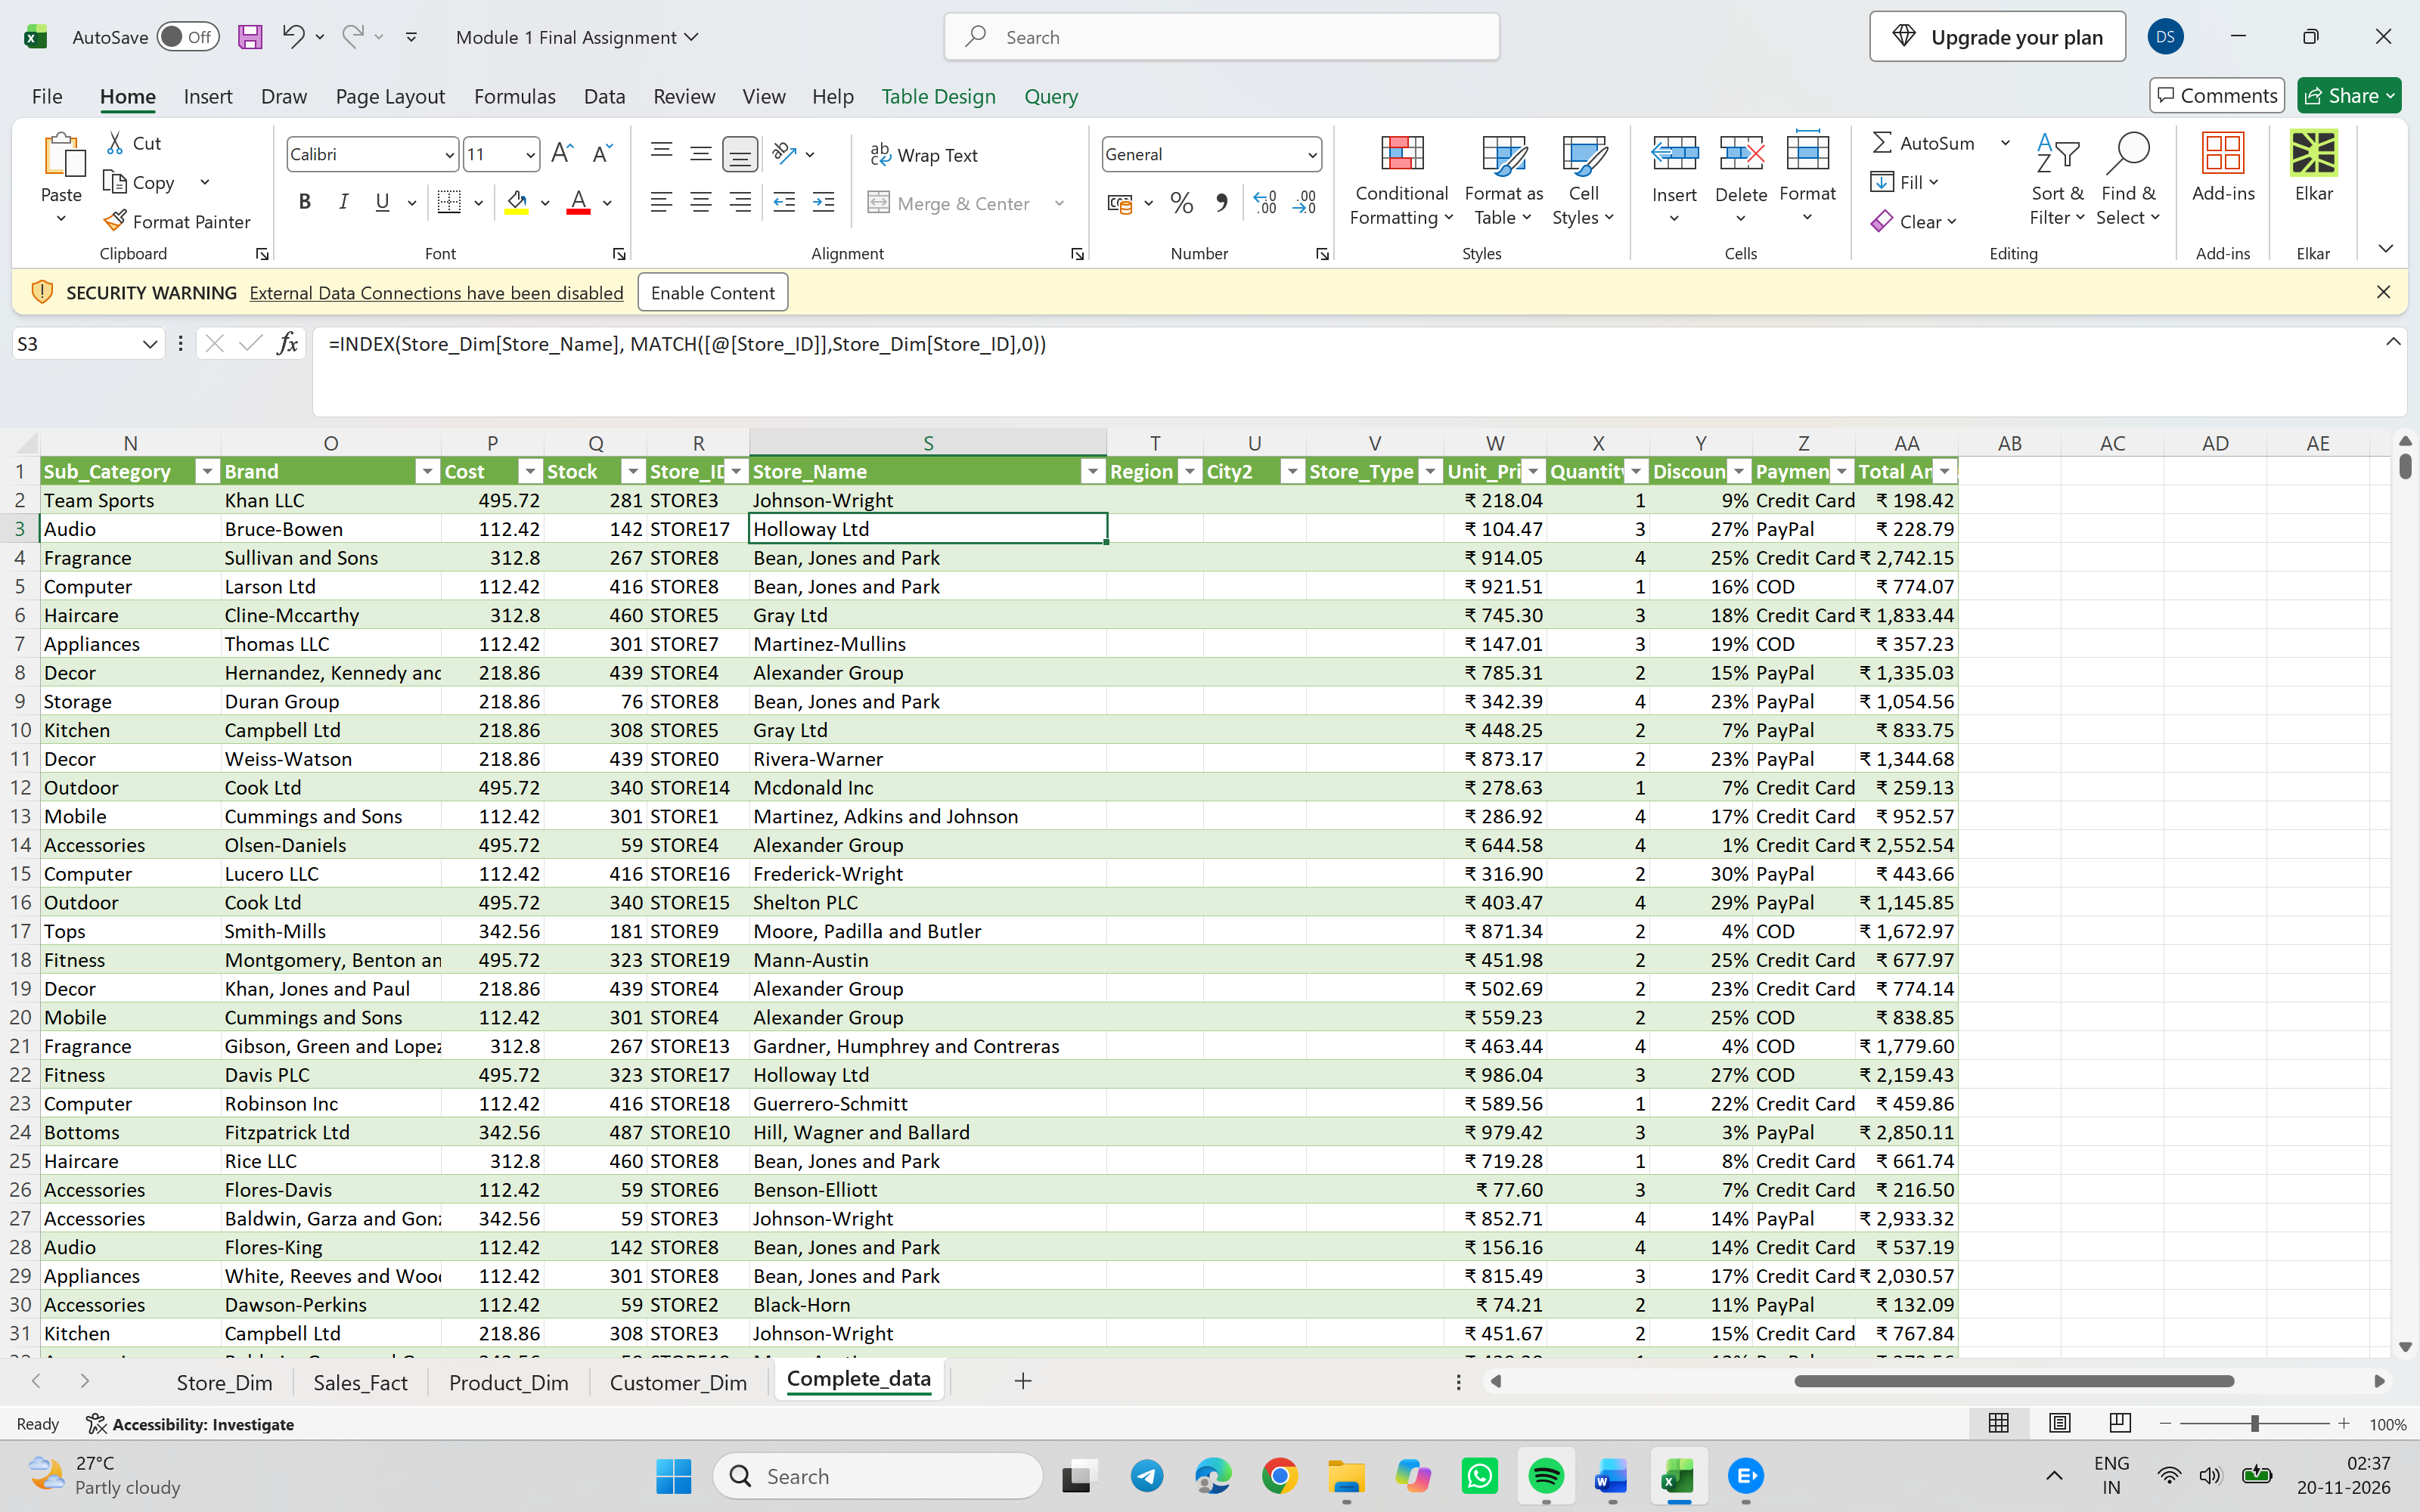 AutoSave Off Module 1 Final Assignment Search Upgrade your plan DS
File Home Insert Draw Page Layout Formulas Data Review View Help Table Design Query Comments Share
Paste Cut Copy Format Painter Clipboard
Calibri 11 B I U Font
Wrap Text Merge & Center Alignment
General % Number
Conditional Formatting Format as Table Cell Styles Styles
Insert Delete Format Cells
AutoSum Fill Clear Sort & Filter Find & Select Editing
Add-ins Add-ins
Elkar Elkar
SECURITY WARNING External Data Connections have been disabled Enable Content
S3 fx =INDEX(Store_Dim[Store_Name], MATCH([@[Store_ID]],Store_Dim[Store_ID],0))
N O P Q R S T U V W X Y Z AA AB AC AD AE
1 Sub_Category Brand Cost Stock Store_ID Store_Name Region City2 Store_Type Unit_Pri Quantity Discoun Paymen Total Ar
2 Team Sports Khan LLC 495.72 281 STORE3 Johnson-Wright ₹ 218.04 1 9% Credit Card ₹ 198.42
3 Audio Bruce-Bowen 112.42 142 STORE17 Holloway Ltd ₹ 104.47 3 27% PayPal ₹ 228.79
4 Fragrance Sullivan and Sons 312.8 267 STORE8 Bean, Jones and Park ₹ 914.05 4 25% Credit Card ₹ 2,742.15
5 Computer Larson Ltd 112.42 416 STORE8 Bean, Jones and Park ₹ 921.51 1 16% COD ₹ 774.07
6 Haircare Cline-Mccarthy 312.8 460 STORE5 Gray Ltd ₹ 745.30 3 18% Credit Card ₹ 1,833.44
7 Appliances Thomas LLC 112.42 301 STORE7 Martinez-Mullins ₹ 147.01 3 19% COD ₹ 357.23
8 Decor Hernandez, Kennedy and 218.86 439 STORE4 Alexander Group ₹ 785.31 2 15% PayPal ₹ 1,335.03
9 Storage Duran Group 218.86 76 STORE8 Bean, Jones and Park ₹ 342.39 4 23% PayPal ₹ 1,054.56
10 Kitchen Campbell Ltd 218.86 308 STORE5 Gray Ltd ₹ 448.25 2 7% PayPal ₹ 833.75
11 Decor Weiss-Watson 218.86 439 STORE0 Rivera-Warner ₹ 873.17 2 23% PayPal ₹ 1,344.68
12 Outdoor Cook Ltd 495.72 340 STORE14 Mcdonald Inc ₹ 278.63 1 7% Credit Card ₹ 259.13
13 Mobile Cummings and Sons 112.42 301 STORE1 Martinez, Adkins and Johnson ₹ 286.92 4 17% Credit Card ₹ 952.57
14 Accessories Olsen-Daniels 495.72 59 STORE4 Alexander Group ₹ 644.58 4 1% Credit Card ₹ 2,552.54
15 Computer Lucero LLC 112.42 416 STORE16 Frederick-Wright ₹ 316.90 2 30% PayPal ₹ 443.66
16 Outdoor Cook Ltd 495.72 340 STORE15 Shelton PLC ₹ 403.47 4 29% PayPal ₹ 1,145.85
17 Tops Smith-Mills 342.56 181 STORE9 Moore, Padilla and Butler ₹ 871.34 2 4% COD ₹ 1,672.97
18 Fitness Montgomery, Benton an 495.72 323 STORE19 Mann-Austin ₹ 451.98 2 25% Credit Card ₹ 677.97
19 Decor Khan, Jones and Paul 218.86 439 STORE4 Alexander Group ₹ 502.69 2 23% Credit Card ₹ 774.14
20 Mobile Cummings and Sons 112.42 301 STORE4 Alexander Group ₹ 559.23 2 25% COD ₹ 838.85
21 Fragrance Gibson, Green and Lopez 312.8 267 STORE13 Gardner, Humphrey and Contreras ₹ 463.44 4 4% COD ₹ 1,779.60
22 Fitness Davis PLC 495.72 323 STORE17 Holloway Ltd ₹ 986.04 3 27% COD ₹ 2,159.43
23 Computer Robinson Inc 112.42 416 STORE18 Guerrero-Schmitt ₹ 589.56 1 22% Credit Card ₹ 459.86
24 Bottoms Fitzpatrick Ltd 342.56 487 STORE10 Hill, Wagner and Ballard ₹ 979.42 3 3% PayPal ₹ 2,850.11
25 Haircare Rice LLC 312.8 460 STORE8 Bean, Jones and Park ₹ 719.28 1 8% Credit Card ₹ 661.74
26 Accessories Flores-Davis 112.42 59 STORE6 Benson-Elliott ₹ 77.60 3 7% Credit Card ₹ 216.50
27 Accessories Baldwin, Garza and Gonz 342.56 59 STORE3 Johnson-Wright ₹ 852.71 4 14% PayPal ₹ 2,933.32
28 Audio Flores-King 112.42 142 STORE8 Bean, Jones and Park ₹ 156.16 4 14% Credit Card ₹ 537.19
29 Appliances White, Reeves and Wood 112.42 301 STORE8 Bean, Jones and Park ₹ 815.49 3 17% Credit Card ₹ 2,030.57
30 Accessories Dawson-Perkins 112.42 59 STORE2 Black-Horn ₹ 74.21 2 11% PayPal ₹ 132.09
31 Kitchen Campbell Ltd 218.86 308 STORE3 Johnson-Wright ₹ 451.67 2 15% Credit Card ₹ 767.84
Store_Dim Sales_Fact Product_Dim Customer_Dim Complete_data
Ready Accessibility: Investigate 100%
27°C
Partly cloudy
Search
ENG
IN
02:37
20-11-2026